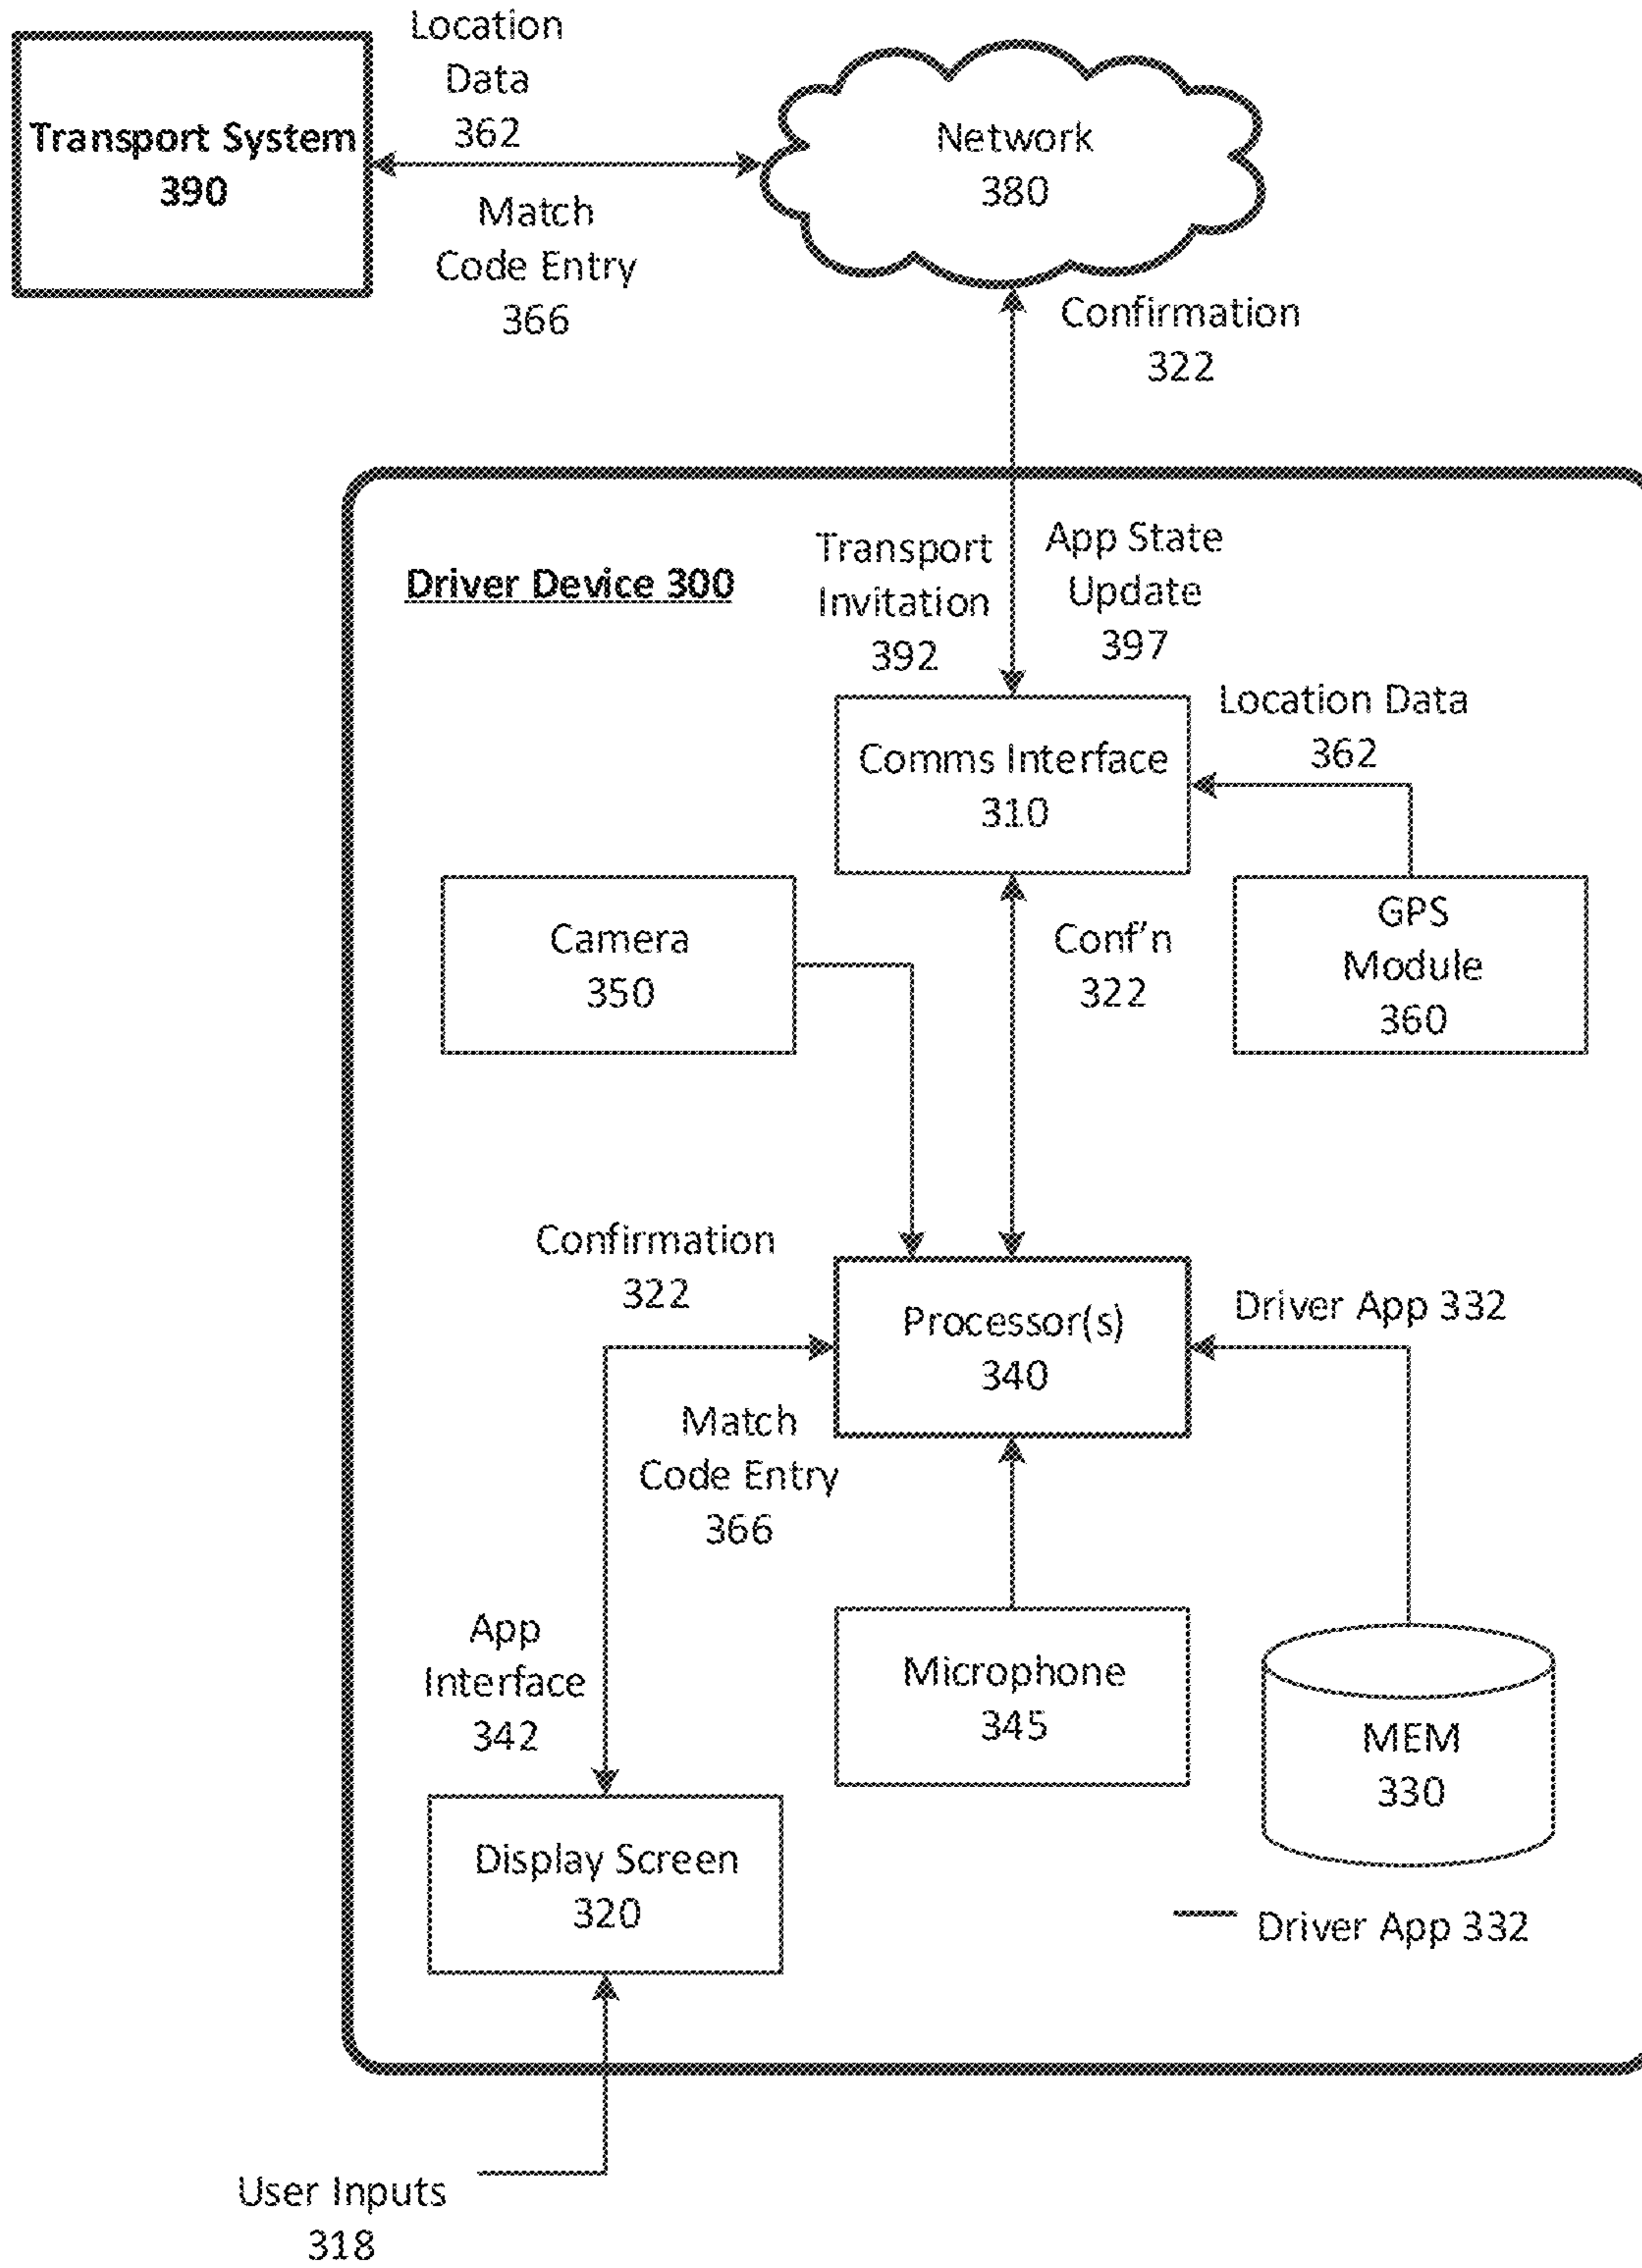 Location
Data
362
Transport System
390
Match
Code Entry
366
Network
380
Confirmation
322
Driver Device 300
Transport
Invitation
392
App State
Update
397
Location Data
362
Comms Interface
310
Camera
350
Conf'n
322
GPS
Module
360
Confirmation
322
Processor(s)
340
Driver App 332
Match
Code Entry
366
App
Interface
342
Microphone
345
MEM
330
Display Screen
320
Driver App 332
User Inputs
318